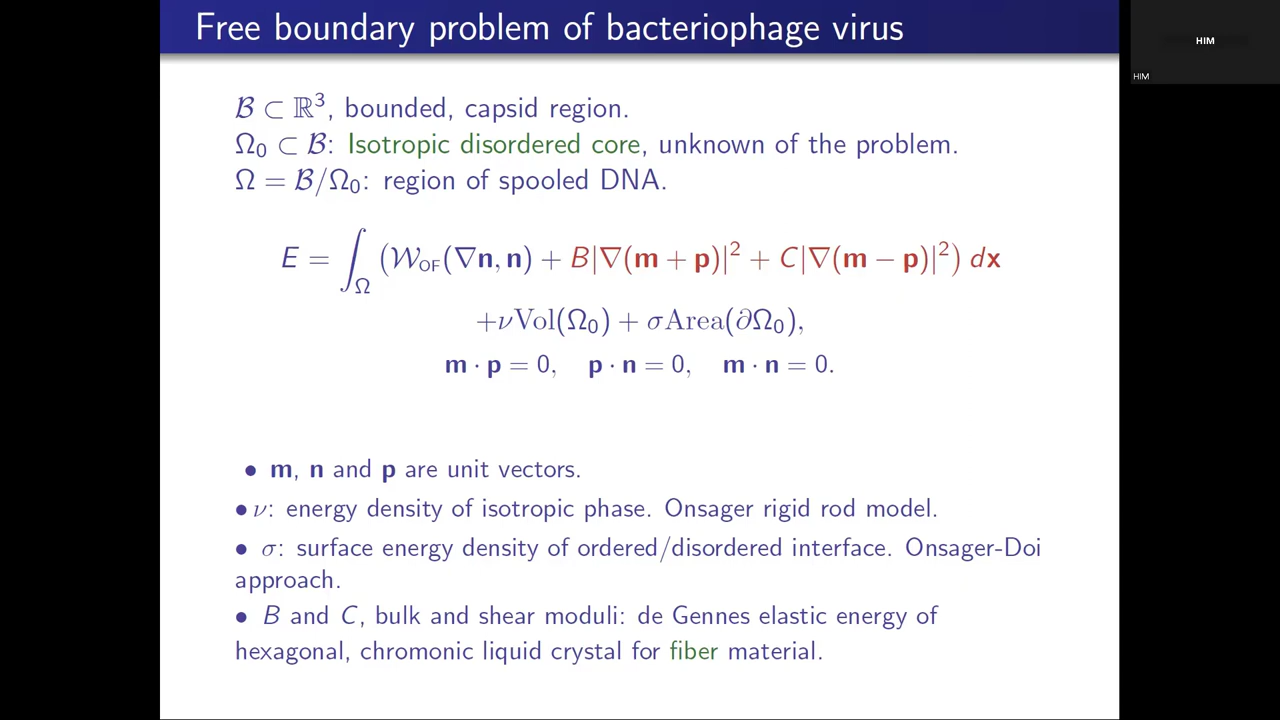 Free boundary problem of bacteriophage virus
HIM
HIM
ℬ ⊂ ℝ³, bounded, capsid region.
Ω₀ ⊂ ℬ: Isotropic disordered core, unknown of the problem.
Ω = ℬ/Ω₀: region of spooled DNA.
E = ∫_Ω (𝒲_OF(∇n, n) + B|∇(m + p)|² + C|∇(m − p)|²) dx
+νVol(Ω₀) + σArea(∂Ω₀),
m · p = 0, p · n = 0, m · n = 0.
• m, n and p are unit vectors.
• ν: energy density of isotropic phase. Onsager rigid rod model.
• σ: surface energy density of ordered/disordered interface. Onsager-Doi
approach.
• B and C, bulk and shear moduli: de Gennes elastic energy of
hexagonal, chromonic liquid crystal for fiber material.